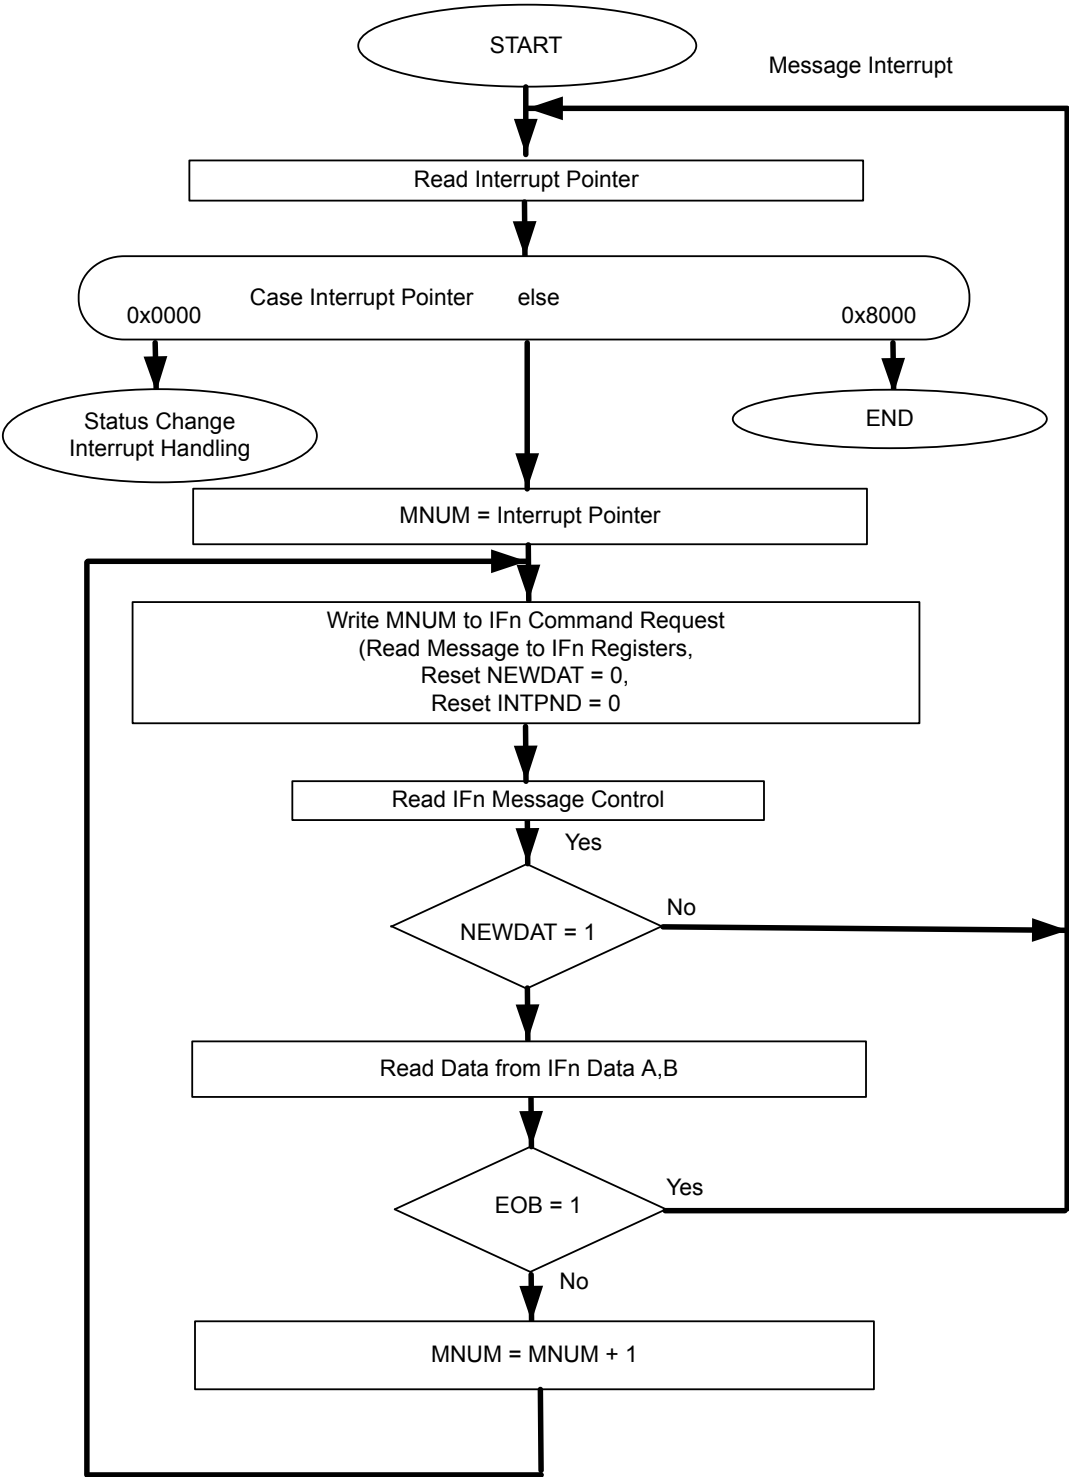 START
Message Interrupt
Read Interrupt Pointer
Case Interrupt Pointer else
0x0000
0x8000
Status Change
Interrupt Handling
END
MNUM = Interrupt Pointer
Write MNUM to IFn Command Request
(Read Message to IFn Registers,
Reset NEWDAT = 0,
Reset INTPND = 0
Read IFn Message Control
Yes
No
NEWDAT = 1
Read Data from IFn Data A,B
Yes
EOB = 1
No
MNUM = MNUM + 1